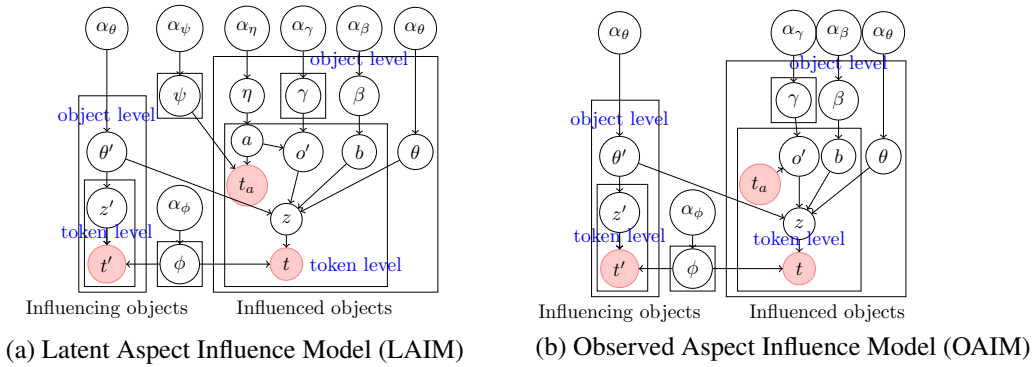 α_θ α_ψ α_η α_γ α_β α_θ
object level
ψ η γ β
object level
a
θ' o' b θ
t_a
z' α_ϕ z
token level
t' ϕ t token level
Influencing objects Influenced objects
(a) Latent Aspect Influence Model (LAIM)
α_θ α_γ α_β α_θ
object level
γ β
object level
θ' o' b θ
t_a
z' α_ϕ z
token level token level
t' ϕ t
Influencing objects Influenced objects
(b) Observed Aspect Influence Model (OAIM)